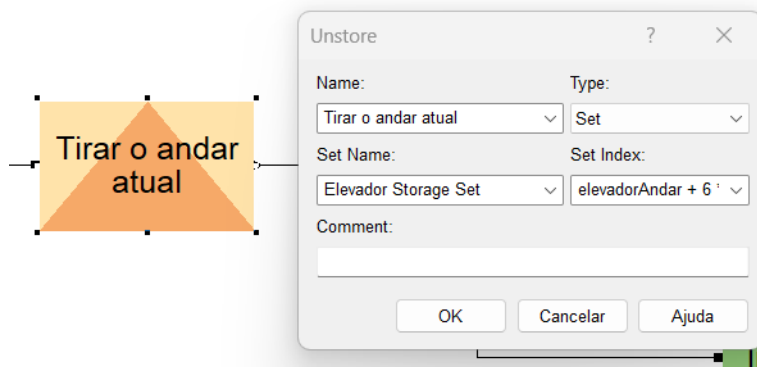 Unstore
?
Name:
Type:
Tirar o andar atual
Set
Set Name:
Set Index:
Elevador Storage Set
elevadorAndar + 6 *
Comment:
OK
Cancelar
Ajuda
Tirar o andar
atual